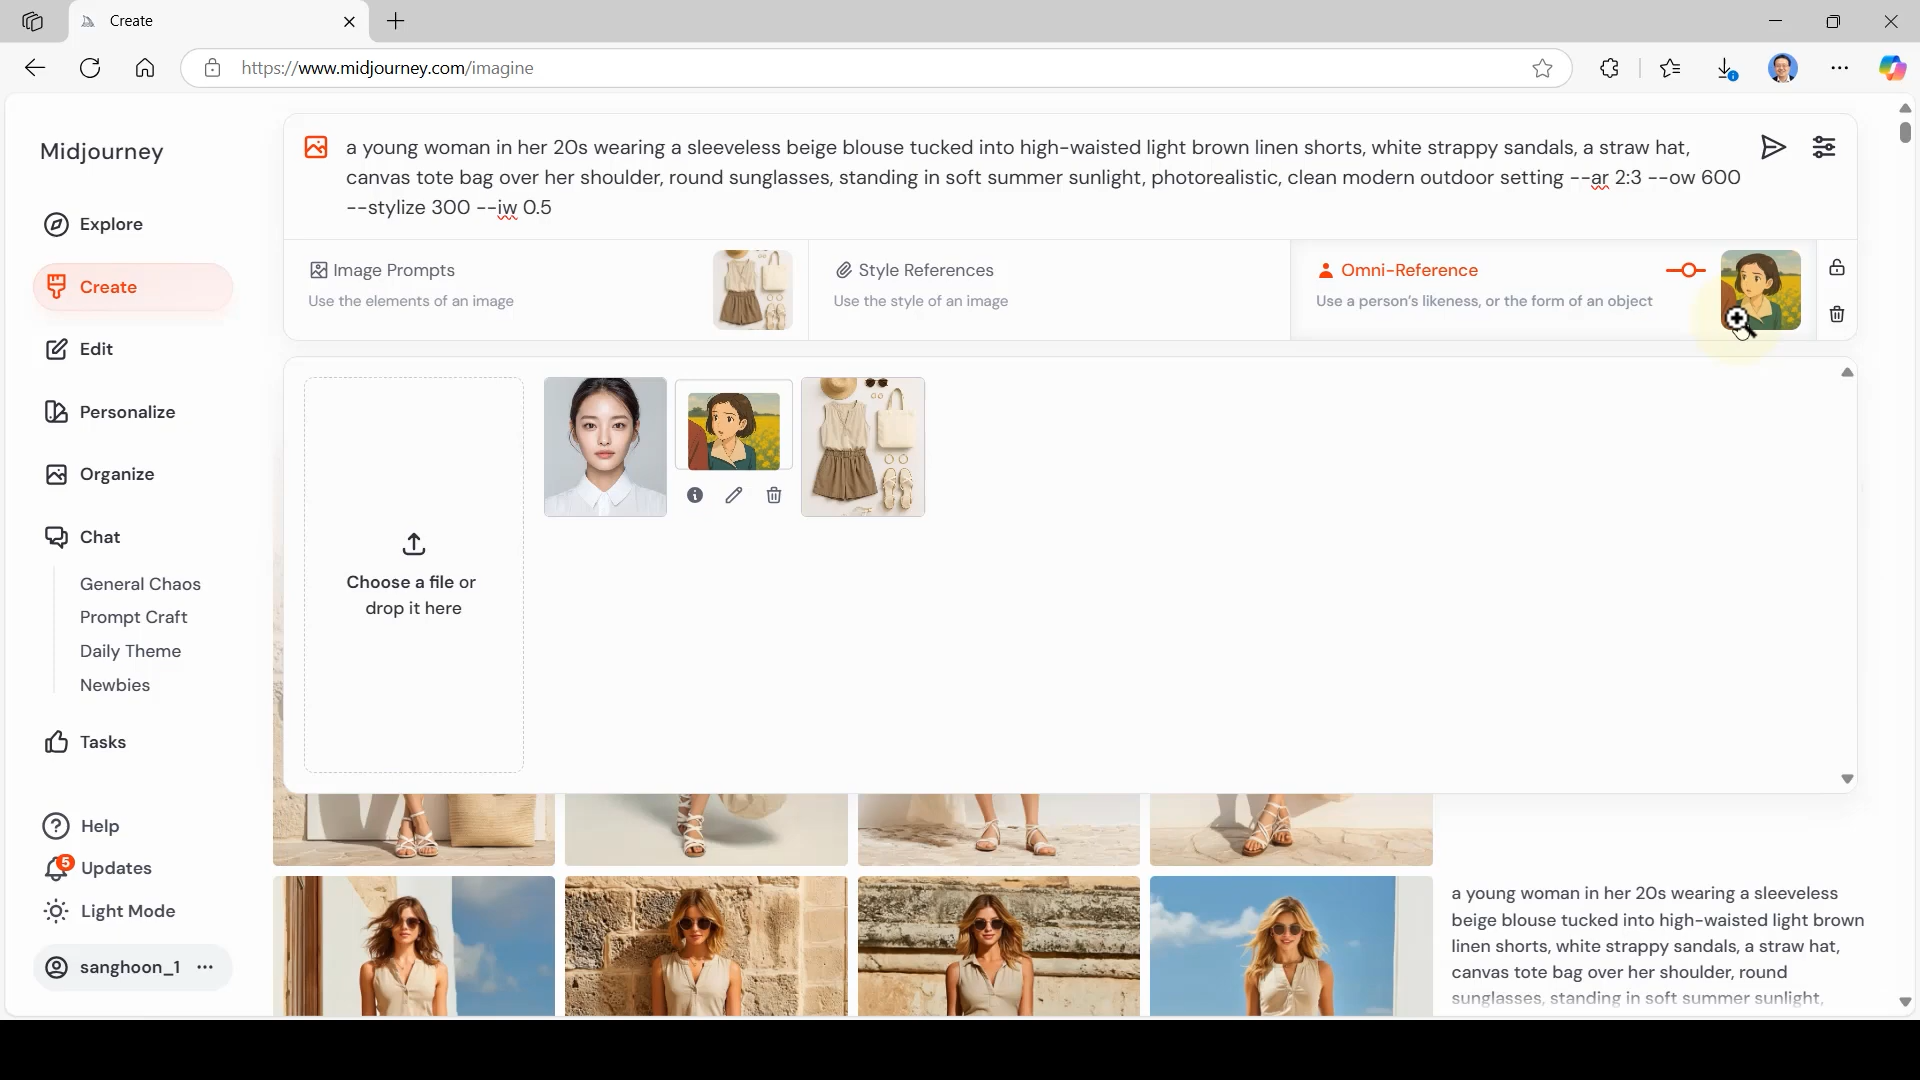 Create
https://www.midjourney.com/imagine
Midjourney
Explore
Create
Edit
Personalize
Organize
Chat
General Chaos
Prompt Craft
Daily Theme
Newbies
Tasks
Help
5
Updates
Light Mode
sanghoon_1
a young woman in her 20s wearing a sleeveless beige blouse tucked into high-waisted light brown linen shorts, white strappy sandals, a straw hat,
canvas tote bag over her shoulder, round sunglasses, standing in soft summer sunlight, photorealistic, clean modern outdoor setting --ar 2:3 --ow 600
--stylize 300 --iw 0.5
Image Prompts
Use the elements of an image
Style References
Use the style of an image
Omni-Reference
Use a person's likeness, or the form of an object
Choose a file or
drop it here
a young woman in her 20s wearing a sleeveless
beige blouse tucked into high-waisted light brown
linen shorts, white strappy sandals, a straw hat,
canvas tote bag over her shoulder, round
sunglasses, standing in soft summer sunlight,